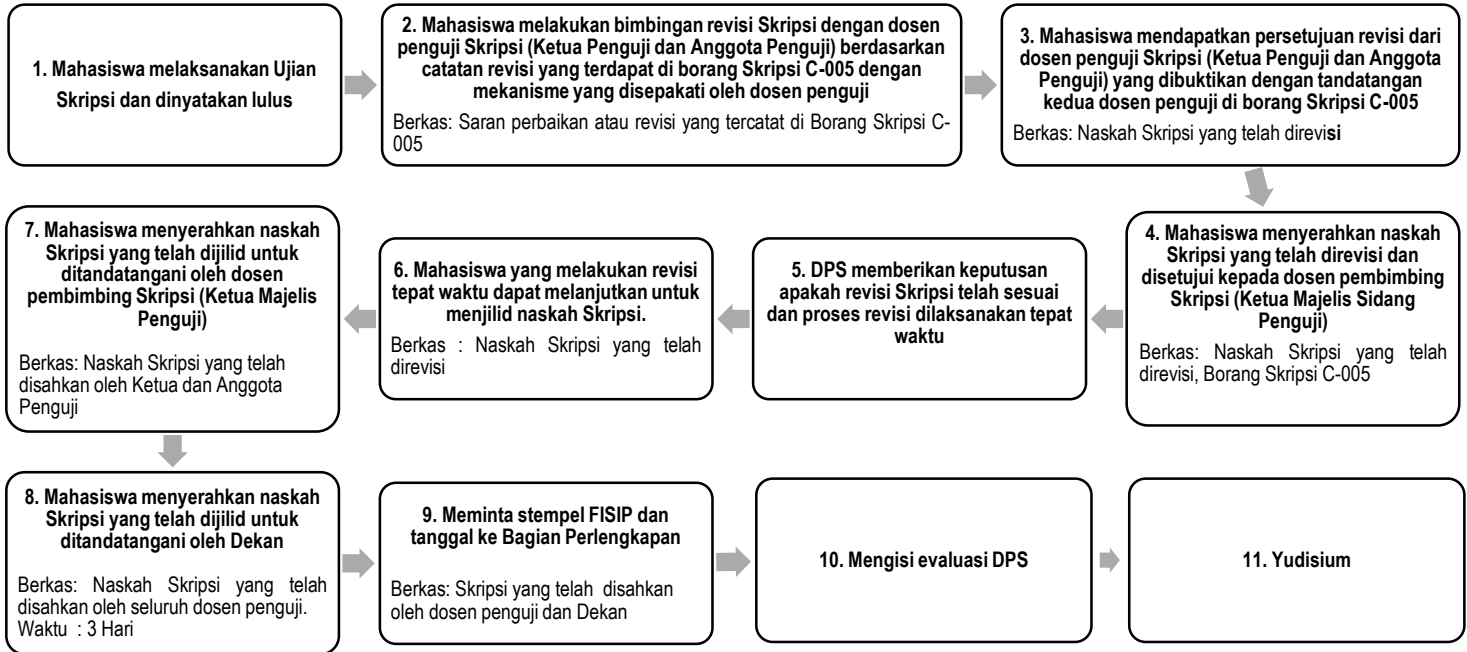 1. Mahasiswa melaksanakan Ujian
Skripsi dan dinyatakan lulus
2. Mahasiswa melakukan bimbingan revisi Skripsi dengan dosen
penguji Skripsi (Ketua Penguji dan Anggota Penguji) berdasarkan
catatan revisi yang terdapat di borang Skripsi C-005 dengan
mekanisme yang disepakati oleh dosen penguji
Berkas: Saran perbaikan atau revisi yang tercatat di Borang Skripsi C-
005
3. Mahasiswa mendapatkan persetujuan revisi dari
dosen penguji Skripsi (Ketua Penguji dan Anggota
Penguji) yang dibuktikan dengan tandatangan
kedua dosen penguji di borang Skripsi C-005
Berkas: Naskah Skripsi yang telah direvisi
4. Mahasiswa menyerahkan naskah
Skripsi yang telah direvisi dan
disetujui kepada dosen pembimbing
Skripsi (Ketua Majelis Sidang
Penguji)
Berkas: Naskah Skripsi yang telah
direvisi, Borang Skripsi C-005
5. DPS memberikan keputusan
apakah revisi Skripsi telah sesuai
dan proses revisi dilaksanakan tepat
waktu
6. Mahasiswa yang melakukan revisi
tepat waktu dapat melanjutkan untuk
menjilid naskah Skripsi.
Berkas : Naskah Skripsi yang telah
direvisi
7. Mahasiswa menyerahkan naskah
Skripsi yang telah dijilid untuk
ditandatangani oleh dosen
pembimbing Skripsi (Ketua Majelis
Penguji)
Berkas: Naskah Skripsi yang telah
disahkan oleh Ketua dan Anggota
Penguji
8. Mahasiswa menyerahkan naskah
Skripsi yang telah dijilid untuk
ditandatangani oleh Dekan
Berkas: Naskah Skripsi yang telah
disahkan oleh seluruh dosen penguji.
Waktu : 3 Hari
9. Meminta stempel FISIP dan
tanggal ke Bagian Perlengkapan
Berkas: Skripsi yang telah disahkan
oleh dosen penguji dan Dekan
10. Mengisi evaluasi DPS
11. Yudisium